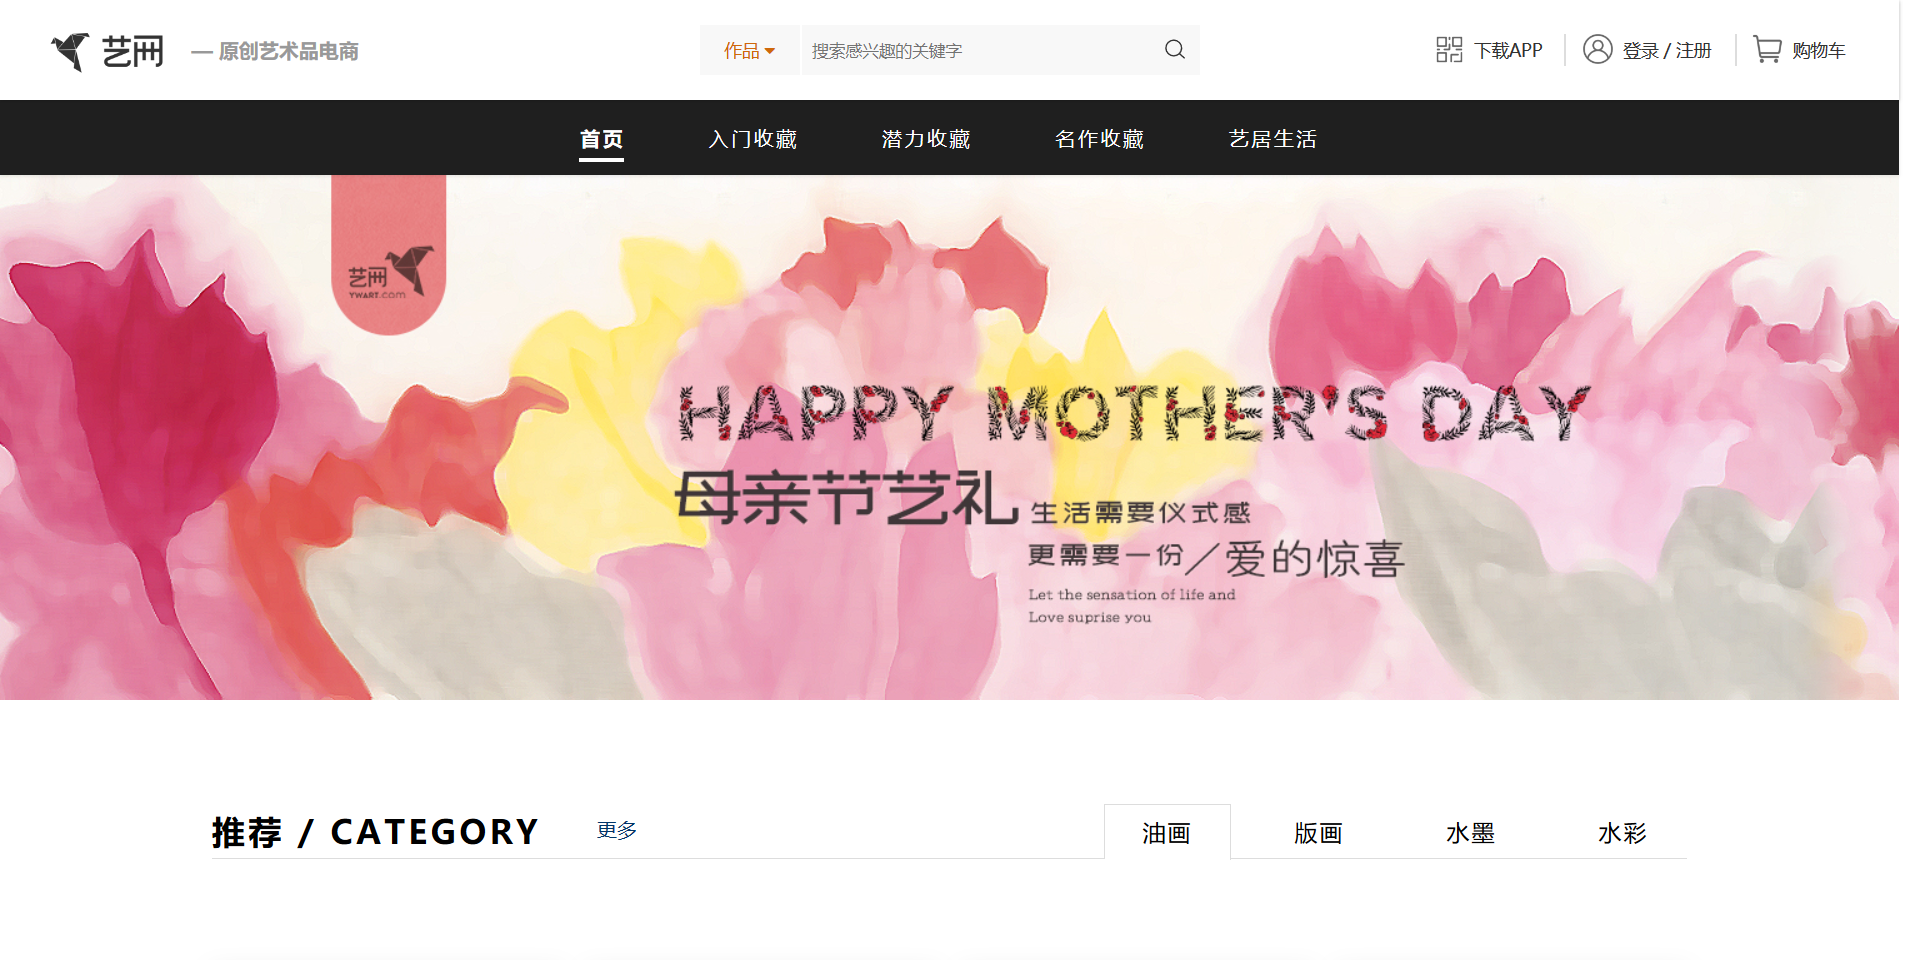 艺网 — 原创艺术品电商
作品
搜索感兴趣的关键字
下载APP
登录 / 注册
购物车
首页 入门收藏 潜力收藏 名作收藏 艺居生活
艺网
YWART.com
HAPPY MOTHER'S DAY
母亲节艺礼
生活需要仪式感
更需要一份／爱的惊喜
Let the sensation of life and
Love suprise you
推荐 / CATEGORY 更多
油画 版画 水墨 水彩